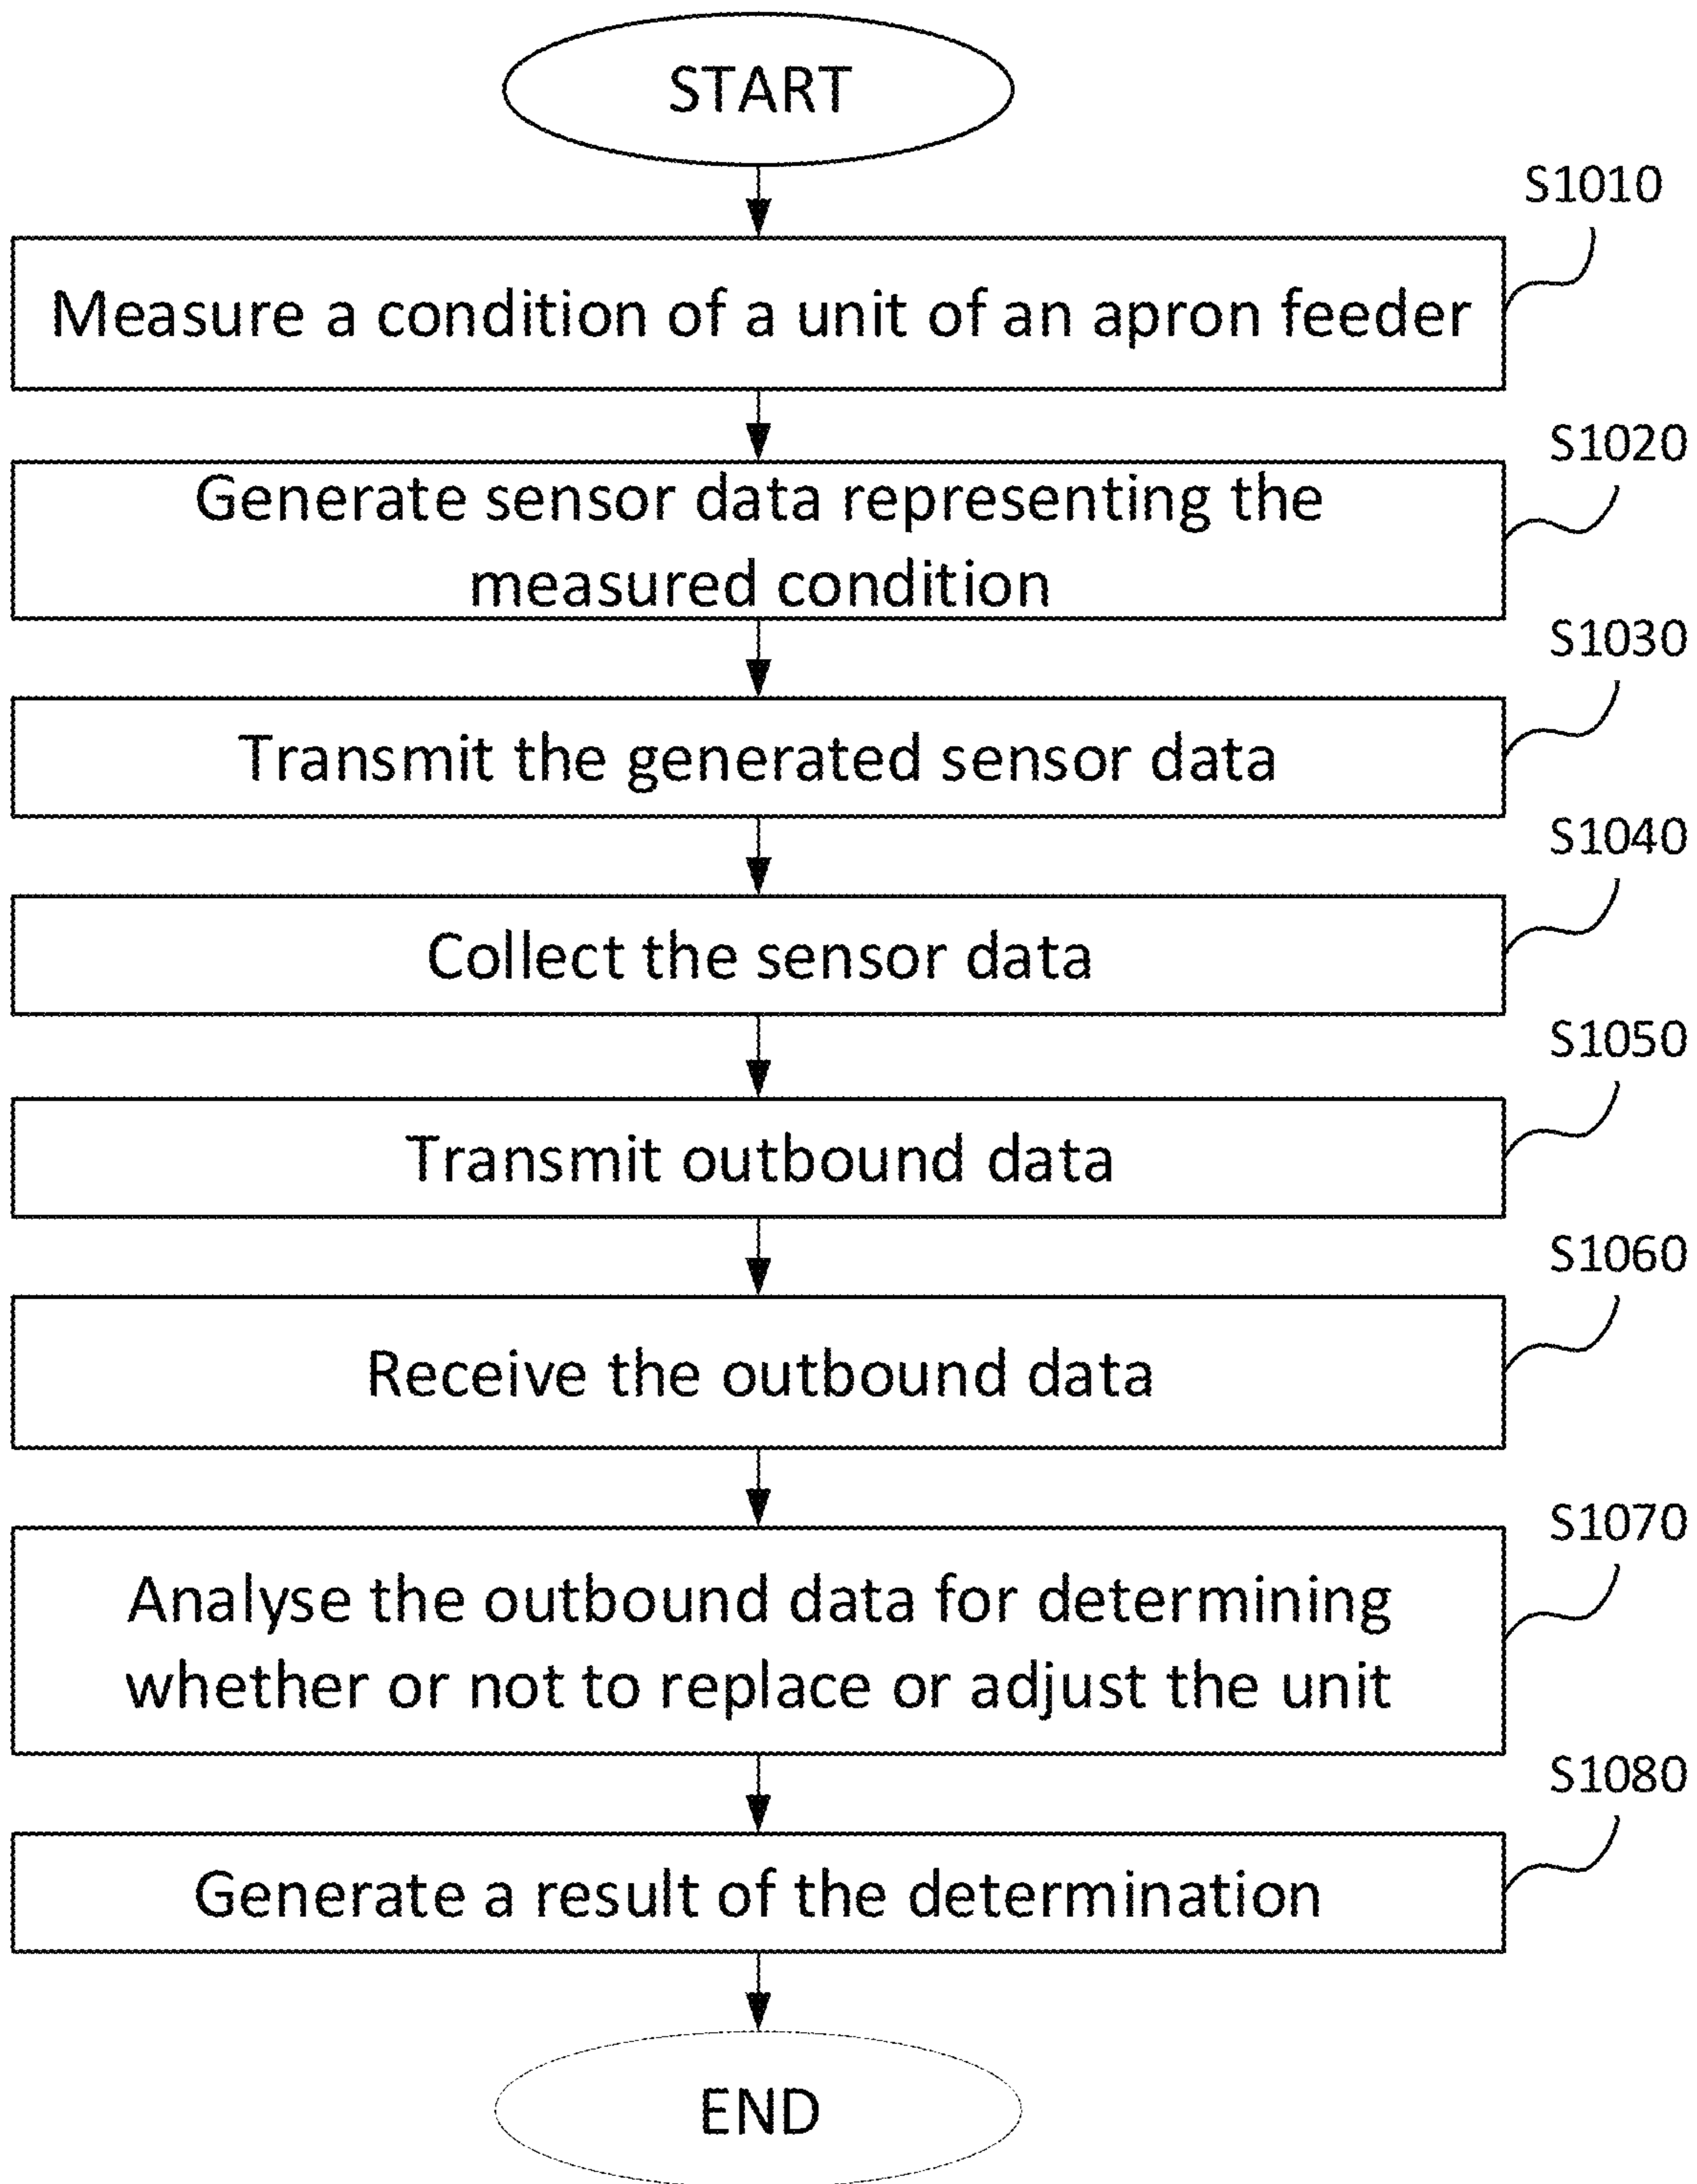 START
S1010
Measure a condition of a unit of an apron feeder
S1020
Generate sensor data representing the
measured condition
S1030
Transmit the generated sensor data
S1040
Collect the sensor data
S1050
Transmit outbound data
S1060
Receive the outbound data
S1070
Analyse the outbound data for determining
whether or not to replace or adjust the unit
S1080
Generate a result of the determination
END